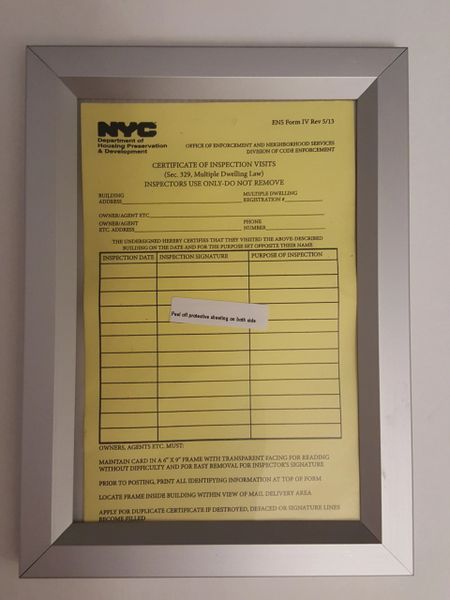 NYC
Department of
Housing Preservation
& Development
ENS Form IV Rev 5/13
OFFICE OF ENFORCEMENT AND NEIGHBORHOOD SERVICES
DIVISION OF CODE ENFORCEMENT
CERTIFICATE OF INSPECTION VISITS
(Sec. 329, Multiple Dwelling Law)
INSPECTORS USE ONLY-DO NOT REMOVE
BUILDING
ADDRESS
MULTIPLE DWELLING
REGISTRATION #
OWNER/AGENT ETC
OWNER/AGENT
ETC. ADDRESS
PHONE
NUMBER
THE UNDERSIGNED HEREBY CERTIFIES THAT THEY VISITED THE ABOVE-DESCRIBED
BUILDING ON THE DATE AND FOR THE PURPOSE SET OPPOSITE THEIR NAME
INSPECTION DATE INSPECTION SIGNATURE PURPOSE OF INSPECTION
Peel off protective sheeting on both side
OWNERS, AGENTS ETC. MUST:
MAINTAIN CARD IN A 6" X 9" FRAME WITH TRANSPARENT FACING FOR READING
WITHOUT DIFFICULTY AND FOR EASY REMOVAL FOR INSPECTOR'S SIGNATURE
PRIOR TO POSTING, PRINT ALL IDENTIFYING INFORMATION AT TOP OF FORM
LOCATE FRAME INSIDE BUILDING WITHIN VIEW OF MAIL DELIVERY AREA
APPLY FOR DUPLICATE CERTIFICATE IF DESTROYED, DEFACED OR SIGNATURE LINES
BECOME FILLED